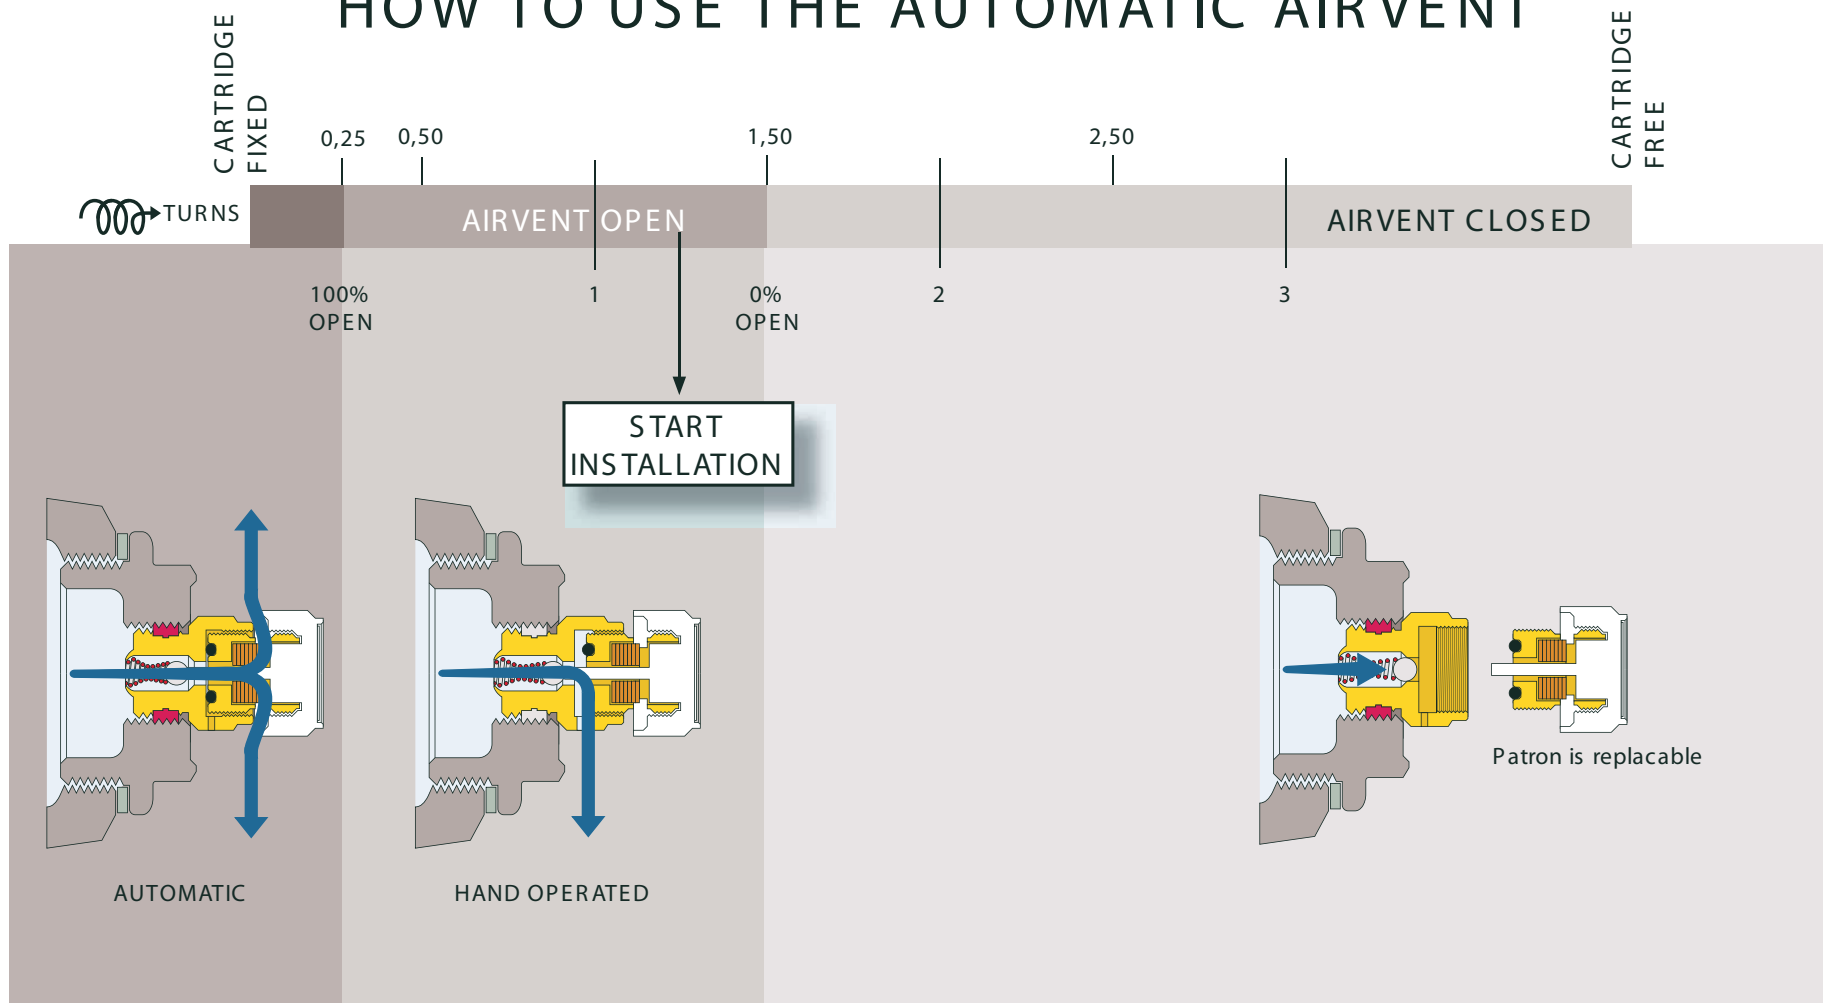 HOW TO USE THE AUTOMATIC AIRVENT
CARTRIDGE
FIXED
CARTRIDGE
FREE
0,25
0,50
1,50
2,50
TURNS
AIRVENT OPEN
AIRVENT CLOSED
100%
OPEN
1
0%
OPEN
2
3
START
INSTALLATION
Patron is replacable
AUTOMATIC
HAND OPERATED